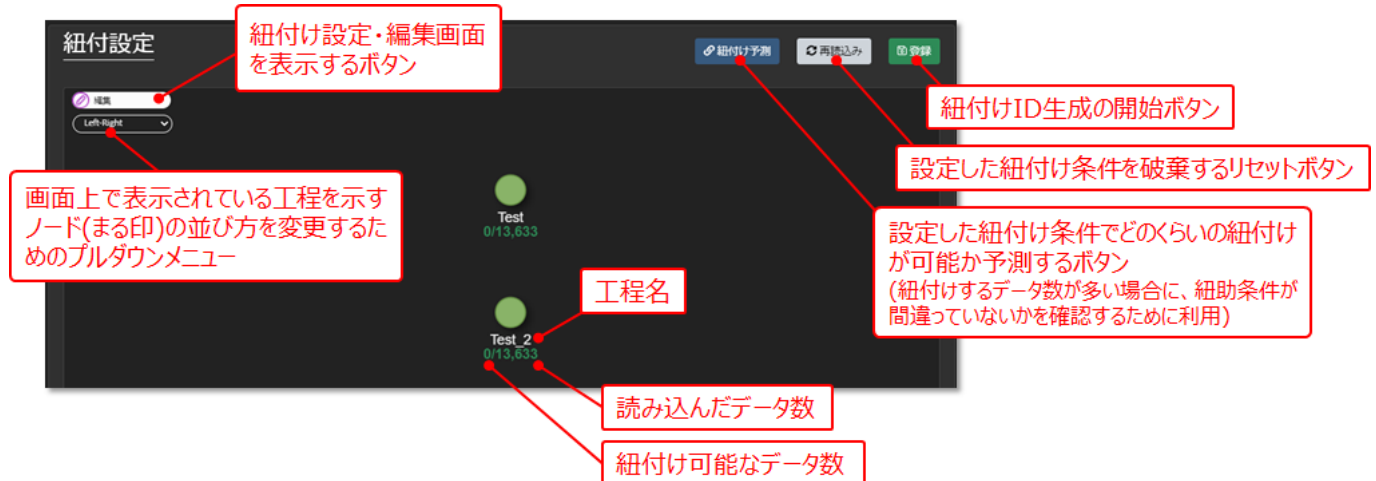 紐付設定
紐付け設定・編集画面
を表示するボタン
紐付け予測
再読込み
登録
編集
Left-Right
紐付けID生成の開始ボタン
設定した紐付け条件を破棄するリセットボタン
画面上で表示されている工程を示す
ノード(まる印)の並び方を変更するた
めのプルダウンメニュー
Test
0/13,633
設定した紐付け条件でどのくらいの紐付け
が可能か予測するボタン
(紐付けするデータ数が多い場合に、紐助条件が
間違っていないかを確認するために利用)
工程名
Test_2
0/13,633
読み込んだデータ数
紐付け可能なデータ数